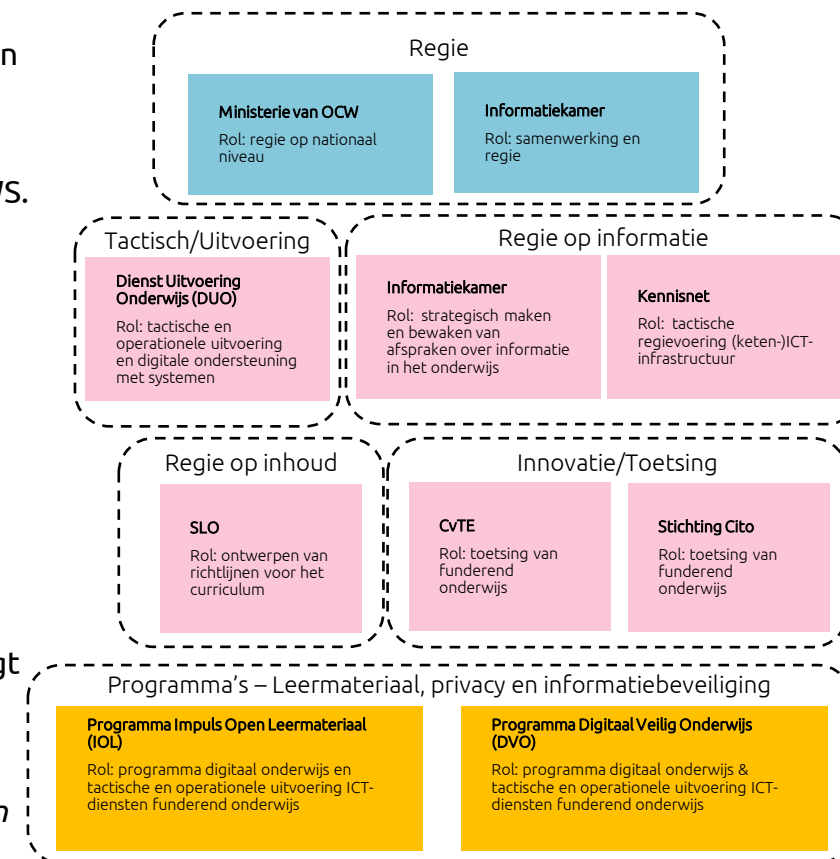 n
Regie
Ministerie van OCW
Rol: regie op nationaal
niveau
Informatiekamer
Rol: samenwerking en
regie
VS.
Tactisch/Uitvoering
Dienst Uitvoering
Onderwijs (DUO)
Rol: tactische en
operationele uitvoering
en digitale ondersteuning
met systemen
Regie op informatie
Informatiekamer
Rol: strategisch maken
en bewaken van
afspraken over informatie
in het onderwijs
Kennisnet
Rol: tactische
regievoering (keten-)ICT-
infrastructuur
Regie op inhoud
SLO
Rol: ontwerpen van
richtlijnen voor het
curriculum
Innovatie/Toetsing
CvTE
Rol: toetsing van
funderend
onderwijs
Stichting Cito
Rol: toetsing van
funderend
onderwijs
gt
Programma's – Leermateriaal, privacy en informatiebeveiliging
Programma Impuls Open Leermateriaal
(IOL)
Rol: programma digitaal onderwijs en
tactische en operationele uitvoering ICT-
diensten funderend onderwijs
Programma Digitaal Veilig Onderwijs
(DVO)
Rol: programma digitaal onderwijs &
tactische en operationele uitvoering ICT-
diensten funderend onderwijs
n